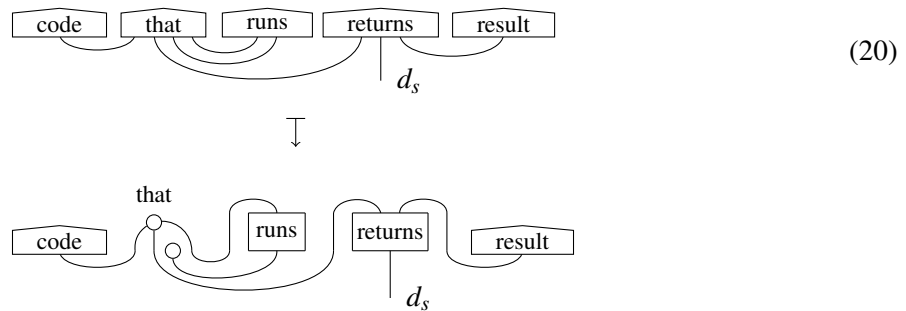 code that runs returns result
(20)
d_s
that
code runs returns result
d_s